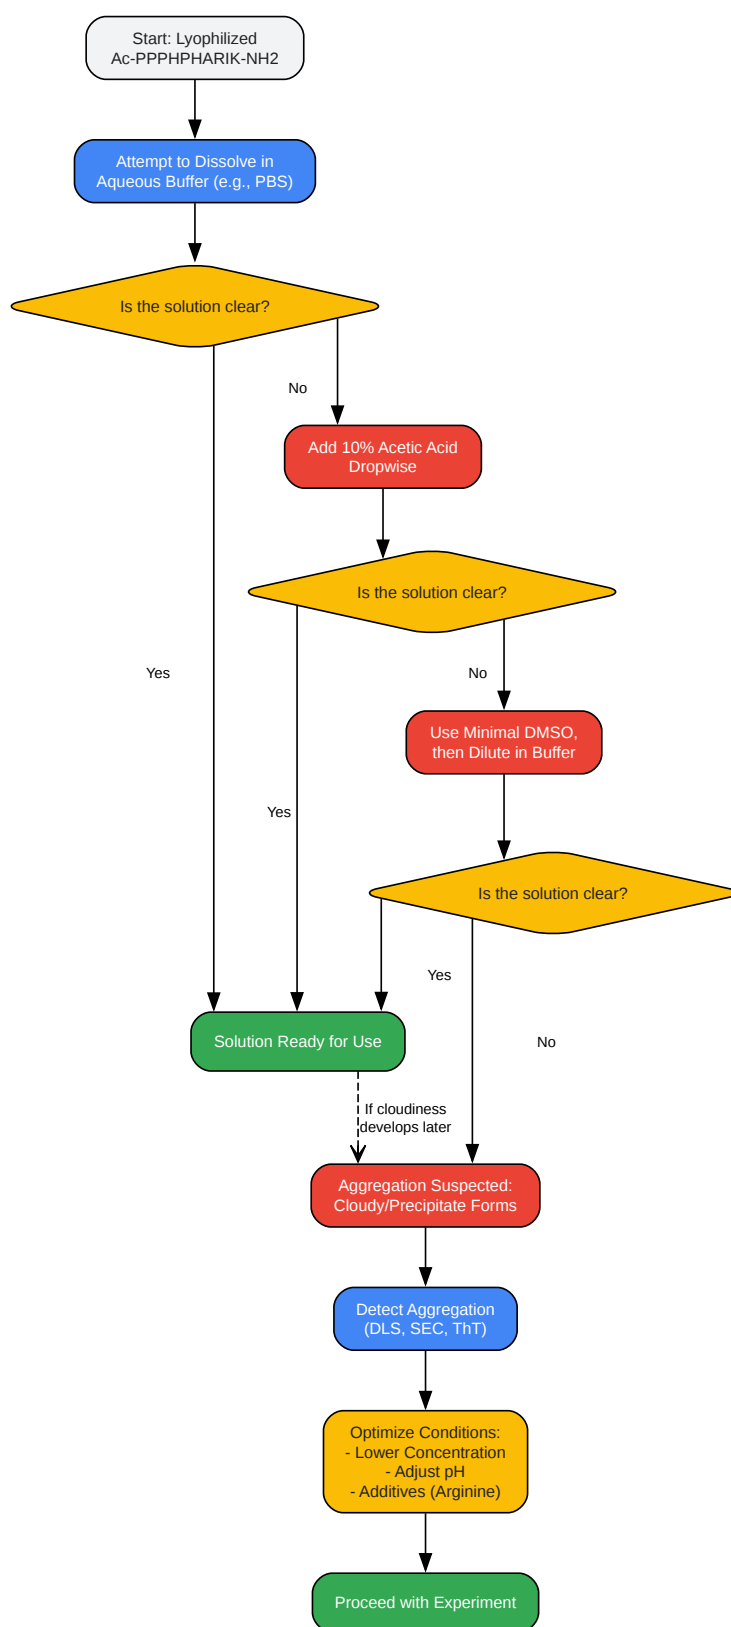 Start: Lyophilized
Ac-PPPHPHARIK-NH2
Attempt to Dissolve in
Aqueous Buffer (e.g., PBS)
Is the solution clear?
No
Add 10% Acetic Acid
Dropwise
Is the solution clear?
Yes
No
Use Minimal DMSO,
then Dilute in Buffer
Yes
Is the solution clear?
Yes
No
Solution Ready for Use
If cloudiness
develops later
Aggregation Suspected:
Cloudy/Precipitate Forms
Detect Aggregation
(DLS, SEC, ThT)
Optimize Conditions:
- Lower Concentration
- Adjust pH
- Additives (Arginine)
Proceed with Experiment